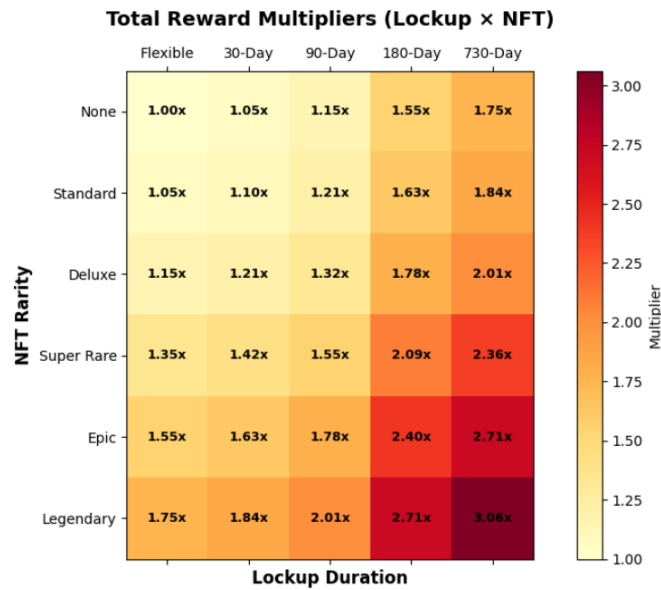 Total Reward Multipliers (Lockup × NFT)
Flexible 30-Day 90-Day 180-Day 730-Day
None 1.00x 1.05x 1.15x 1.55x 1.75x
Standard 1.05x 1.10x 1.21x 1.63x 1.84x
Deluxe 1.15x 1.21x 1.32x 1.78x 2.01x
Super Rare 1.35x 1.42x 1.55x 2.09x 2.36x
Epic 1.55x 1.63x 1.78x 2.40x 2.71x
Legendary 1.75x 1.84x 2.01x 2.71x 3.06x
NFT Rarity
Lockup Duration
3.00
2.75
2.50
2.25
2.00
1.75
1.50
1.25
1.00
Multiplier